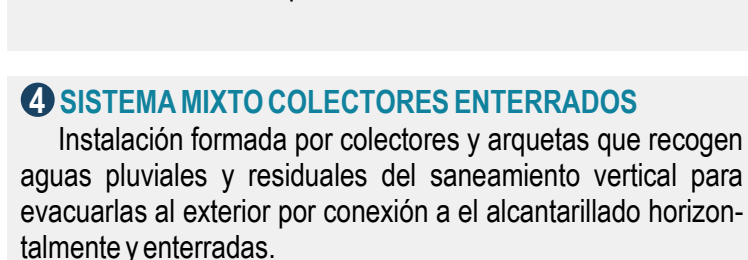 4 SISTEMA MIXTO COLECTORES ENTERRADOS
Instalación formada por colectores y arquetas que recogen
aguas pluviales y residuales del saneamiento vertical para
evacuarlas al exterior por conexión a el alcantarillado horizon-
talmente y enterradas.